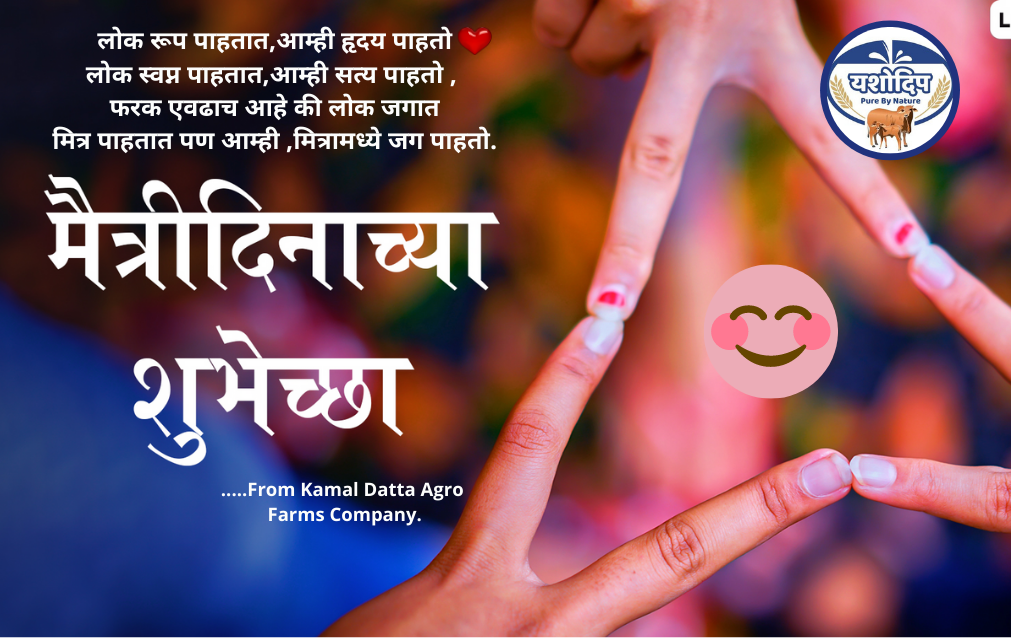 लोक रूप पाहतात,आम्ही हृदय पाहतो
लोक स्वप्न पाहतात,आम्ही सत्य पाहतो ,
फरक एवढाच आहे की लोक जगात
मित्र पाहतात पण आम्ही ,मित्रामध्ये जग पाहतो.
मैत्रीदिनाच्या
शुभेच्छा
.....From Kamal Datta Agro
Farms Company.
यशोदिप
Pure By Nature
L